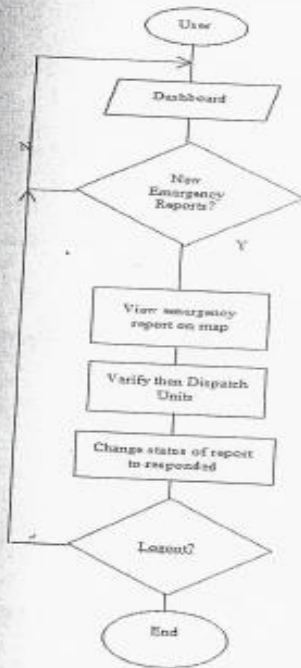 User
Dashboard
N
New
Emergency
Reports?
Y
View emergency
report on map
Varify then Dispatch
Units
Change status of report
to responded
Logout?
End